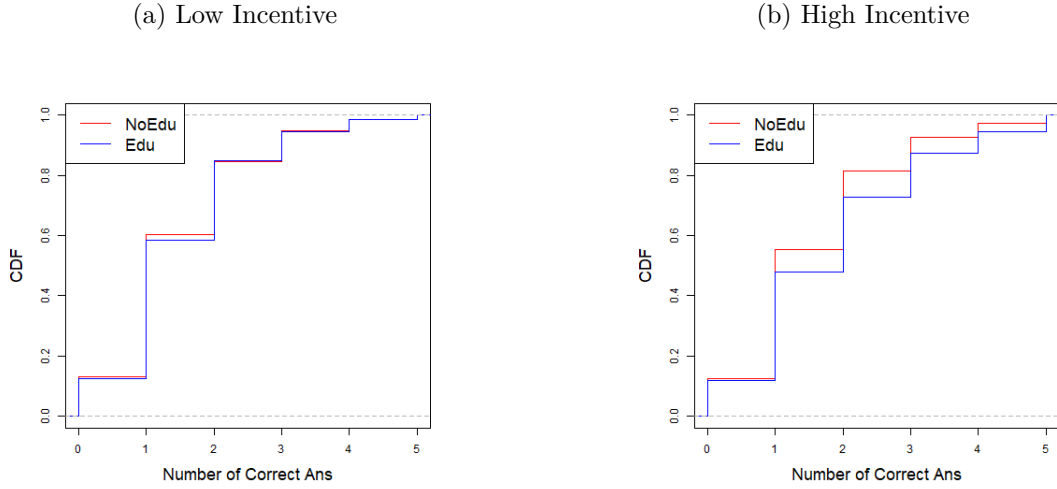 (a) Low Incentive
NoEdu
Edu
CDF
0.0 0.2 0.4 0.6 0.8 1.0
0 1 2 3 4 5
Number of Correct Ans
(b) High Incentive
NoEdu
Edu
CDF
0.0 0.2 0.4 0.6 0.8 1.0
0 1 2 3 4 5
Number of Correct Ans